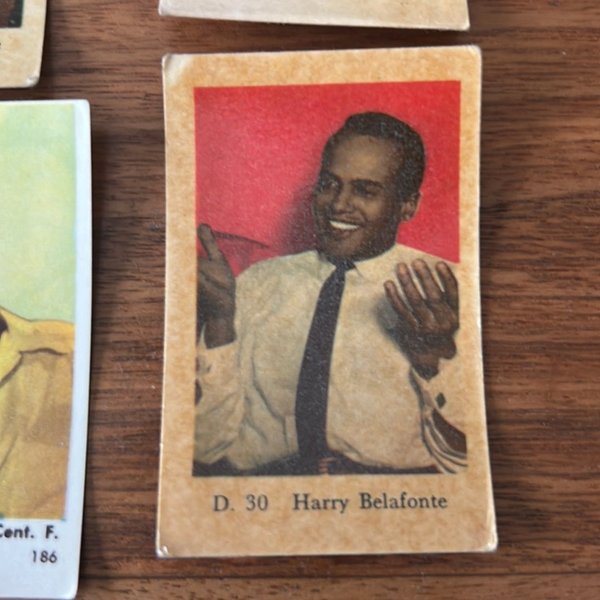 D. 30 Harry Belafonte
Cent. F.
186